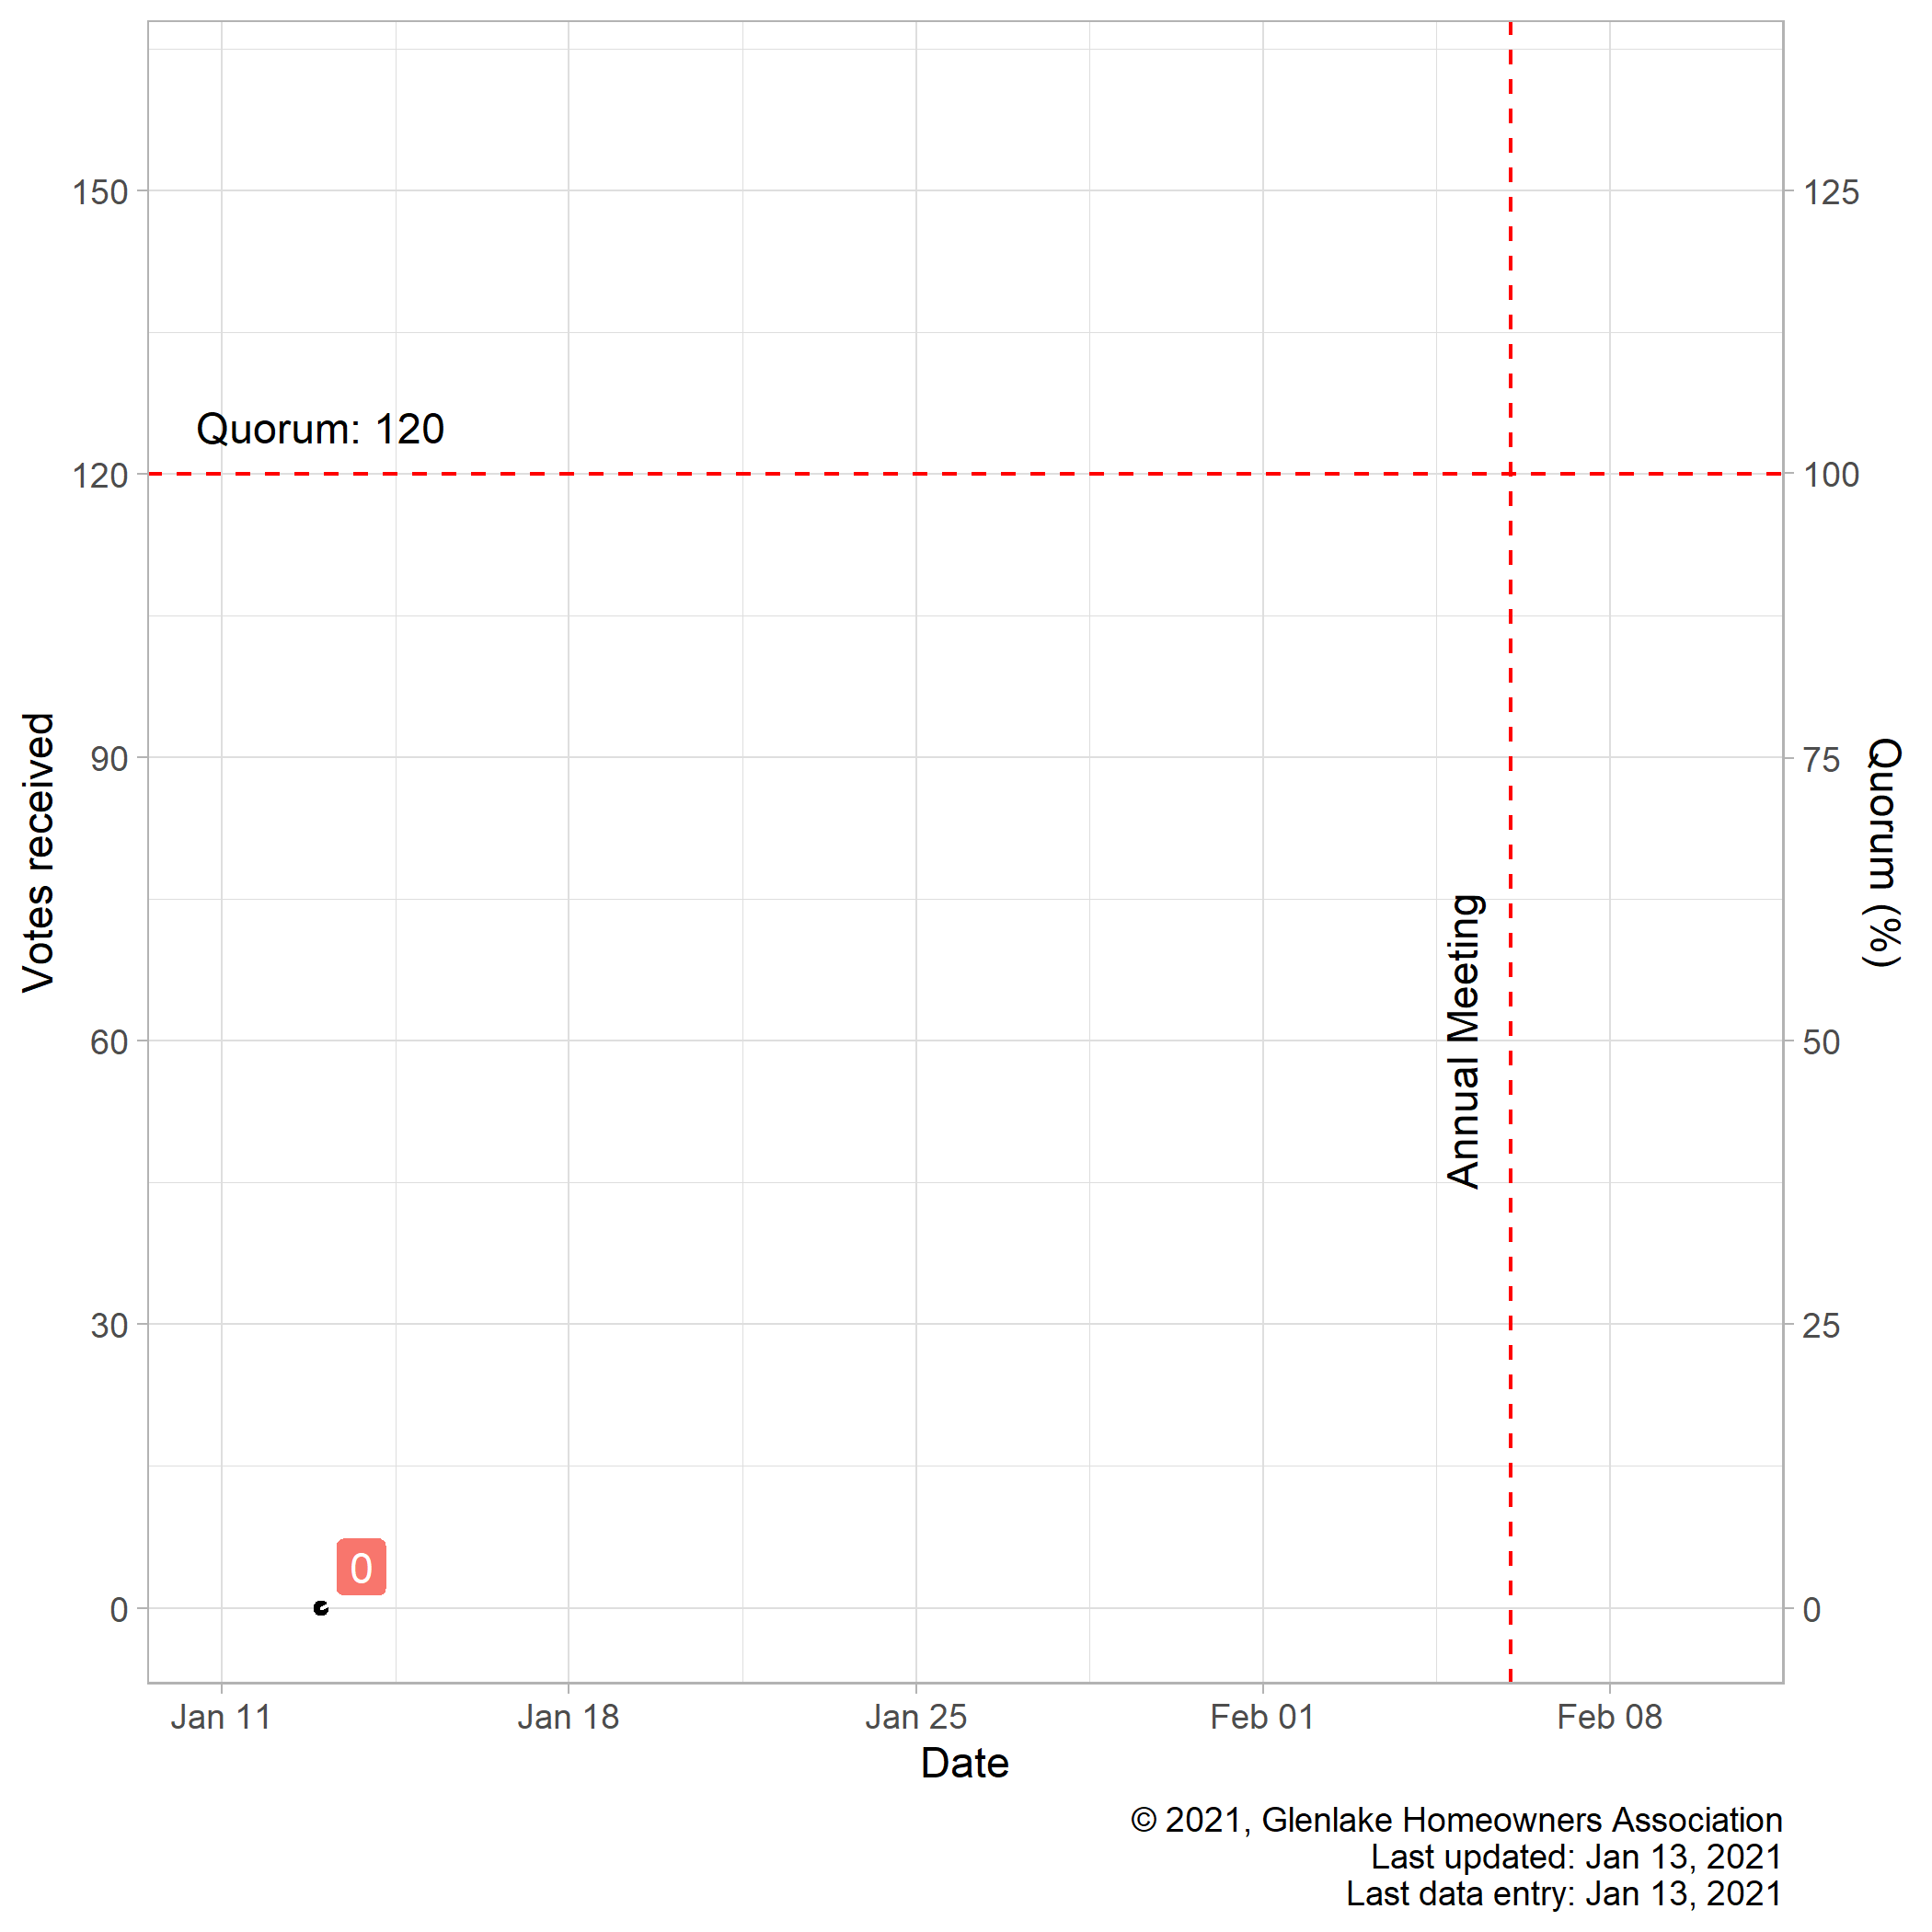 150
125
Quorum: 120
120
100
90
75
60
50
30
25
0
0
0
Votes received
Quorum (%)
Annual Meeting
Jan 11
Jan 18
Jan 25
Feb 01
Feb 08
Date
© 2021, Glenlake Homeowners Association
Last updated: Jan 13, 2021
Last data entry: Jan 13, 2021